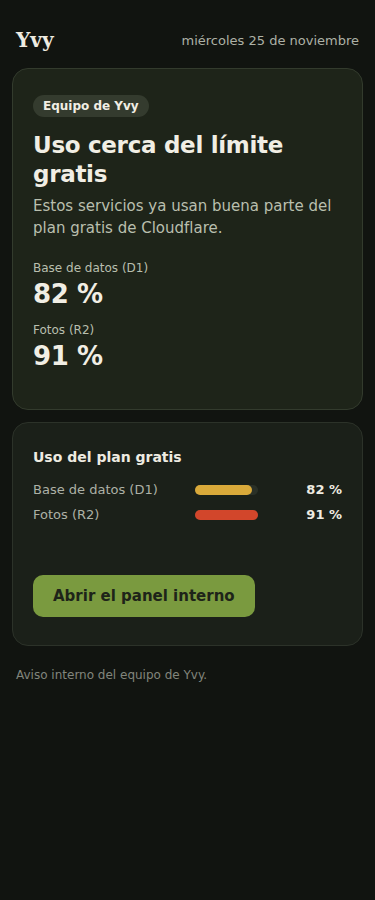 Yvy
miércoles 25 de noviembre
Equipo de Yvy
Uso cerca del límite
gratis
Estos servicios ya usan buena parte del
plan gratis de Cloudflare.
Base de datos (D1)
82 %
Fotos (R2)
91 %
Uso del plan gratis
Base de datos (D1) 82 %
Fotos (R2) 91 %
Abrir el panel interno
Aviso interno del equipo de Yvy.